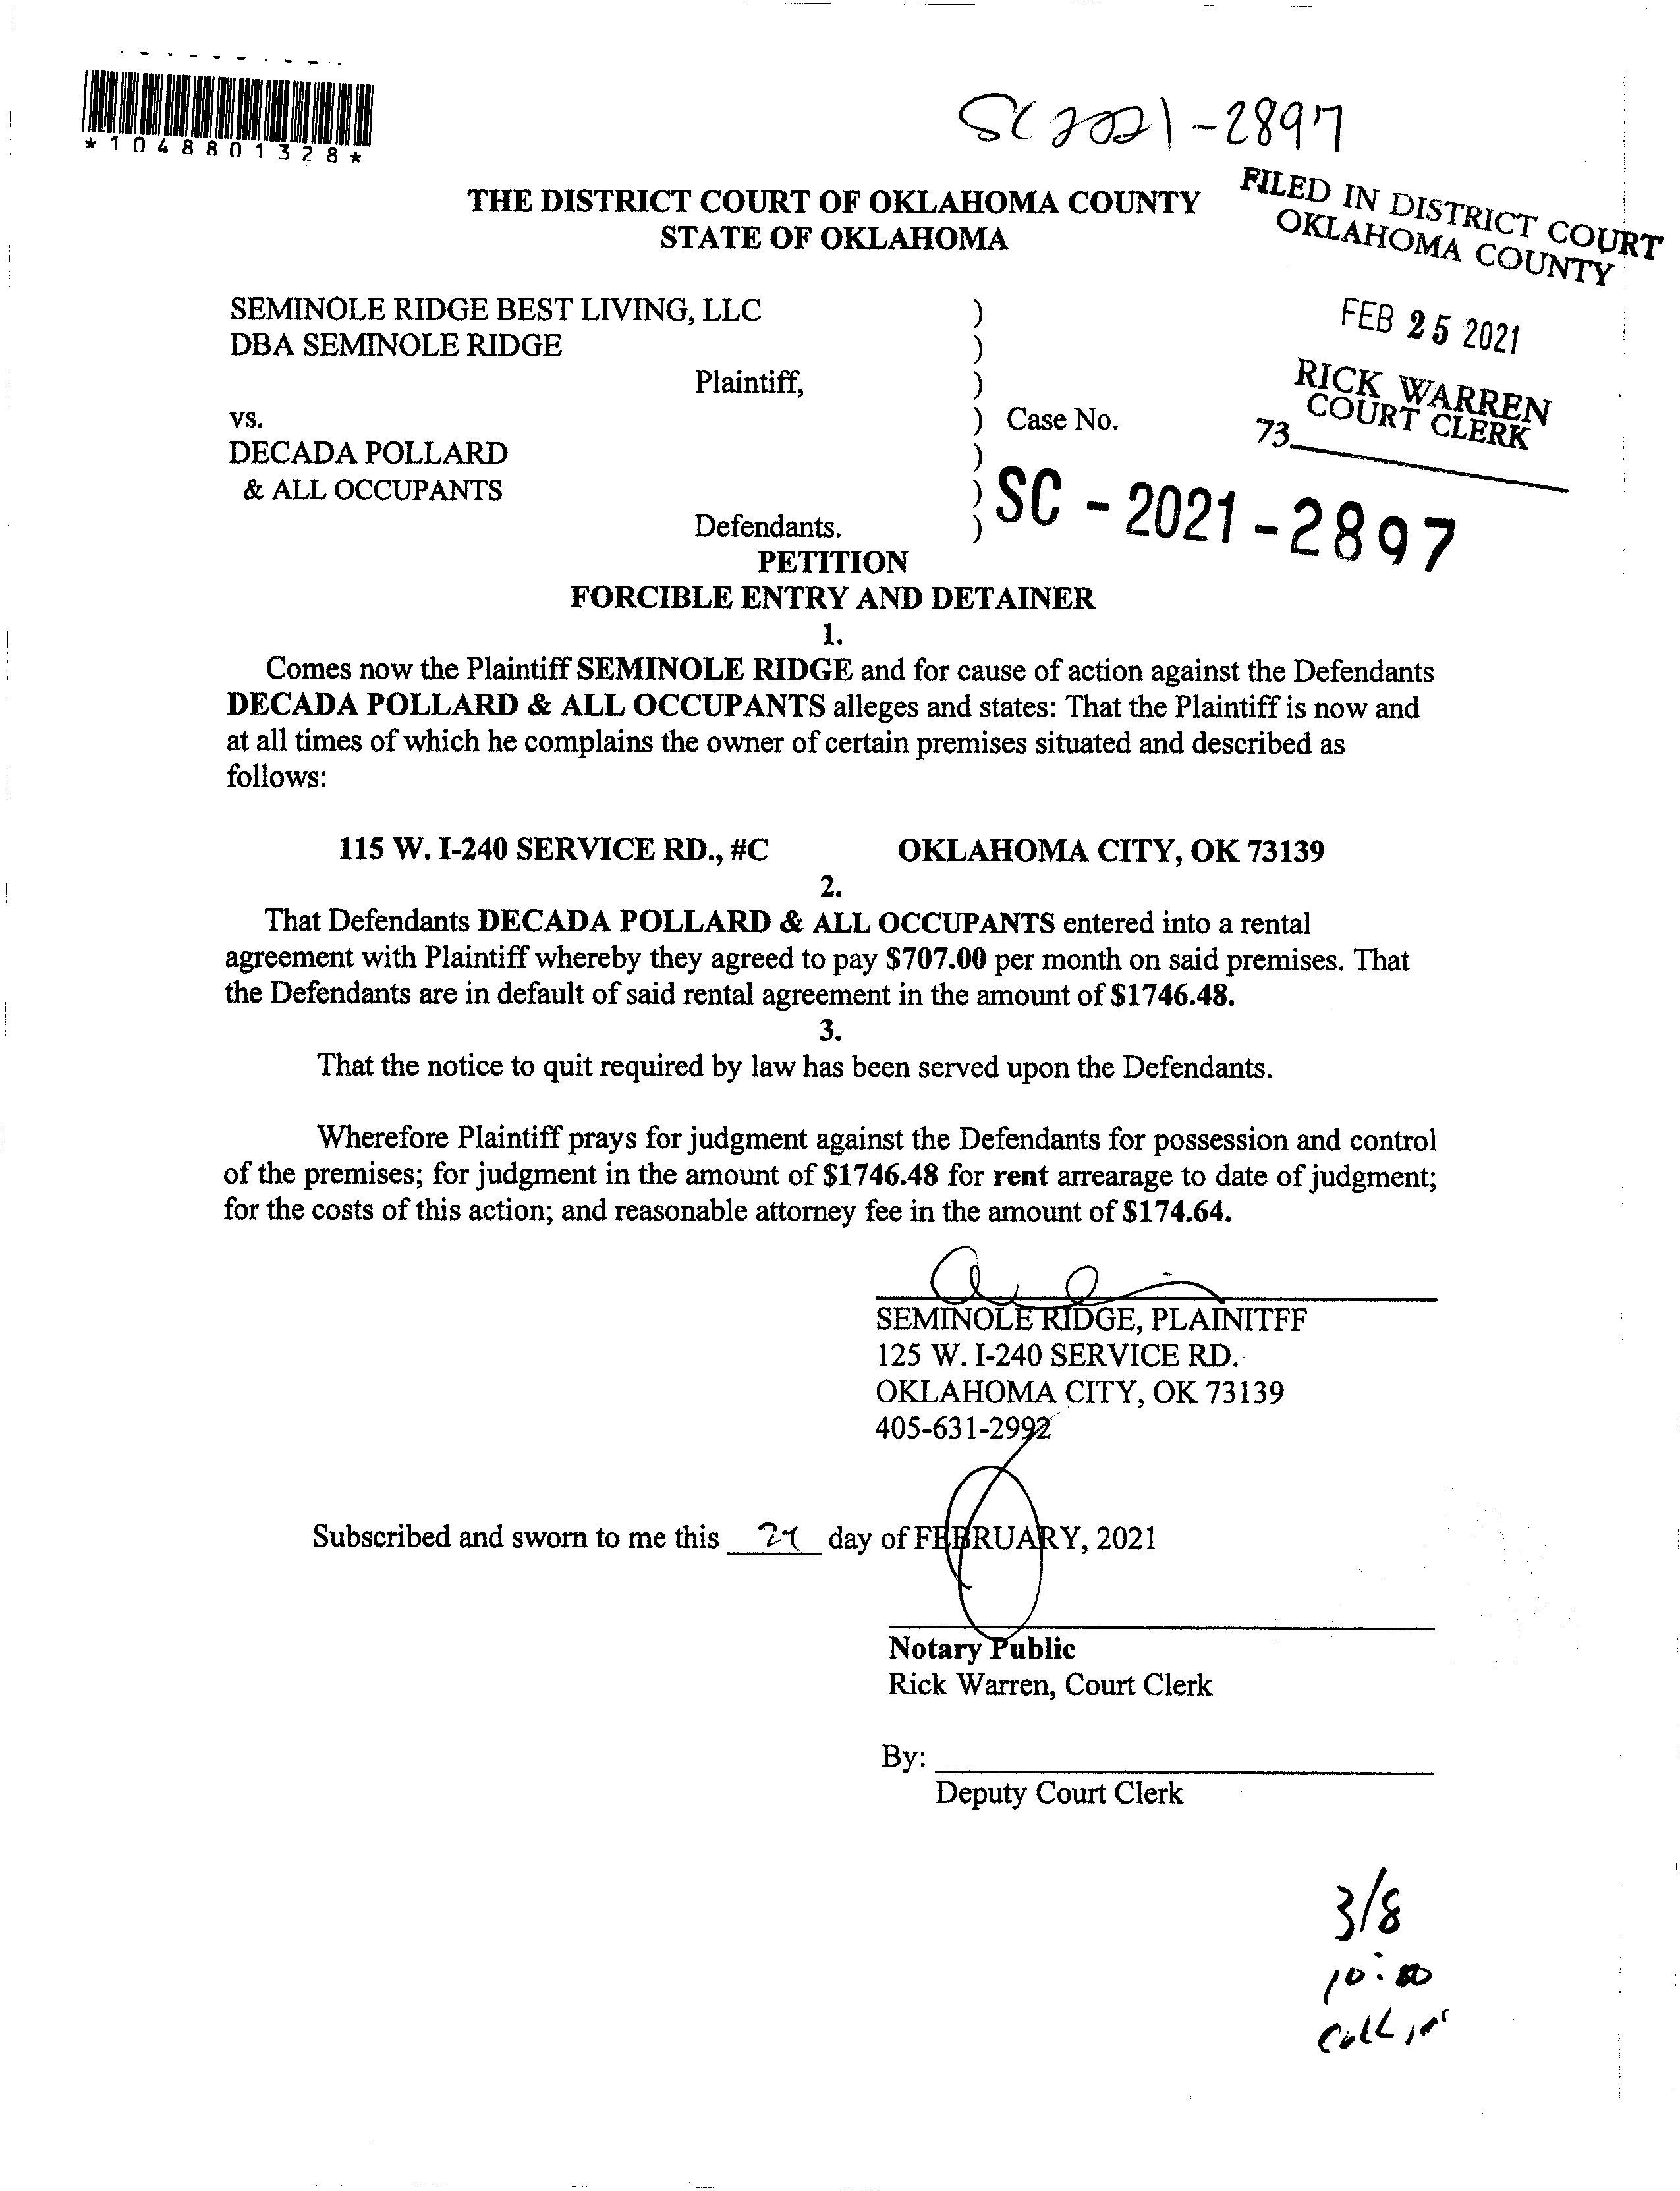 *1048801328*
SC2021-2897
THE DISTRICT COURT OF OKLAHOMA COUNTY
STATE OF OKLAHOMA
FILED IN DISTRICT COURT
OKLAHOMA COUNTY
FEB 25 2021
RICK WARREN
COURT CLERK
73
SEMINOLE RIDGE BEST LIVING, LLC )
DBA SEMINOLE RIDGE )
Plaintiff, )
vs. ) Case No.
DECADA POLLARD )
& ALL OCCUPANTS ) SC - 2021 - 2897
Defendants. )
PETITION
FORCIBLE ENTRY AND DETAINER
1.
Comes now the Plaintiff SEMINOLE RIDGE and for cause of action against the Defendants
DECADA POLLARD & ALL OCCUPANTS alleges and states: That the Plaintiff is now and
at all times of which he complains the owner of certain premises situated and described as
follows:
115 W. I-240 SERVICE RD., #C OKLAHOMA CITY, OK 73139
2.
That Defendants DECADA POLLARD & ALL OCCUPANTS entered into a rental
agreement with Plaintiff whereby they agreed to pay $707.00 per month on said premises. That
the Defendants are in default of said rental agreement in the amount of $1746.48.
3.
That the notice to quit required by law has been served upon the Defendants.
Wherefore Plaintiff prays for judgment against the Defendants for possession and control
of the premises; for judgment in the amount of $1746.48 for rent arrearage to date of judgment;
for the costs of this action; and reasonable attorney fee in the amount of $174.64.
SEMINOLE RIDGE, PLAINITFF
125 W. I-240 SERVICE RD.
OKLAHOMA CITY, OK 73139
405-631-2992
Subscribed and sworn to me this day of FEBRUARY, 2021
Notary Public
Rick Warren, Court Clerk
By:
Deputy Court Clerk
3/8
10:00